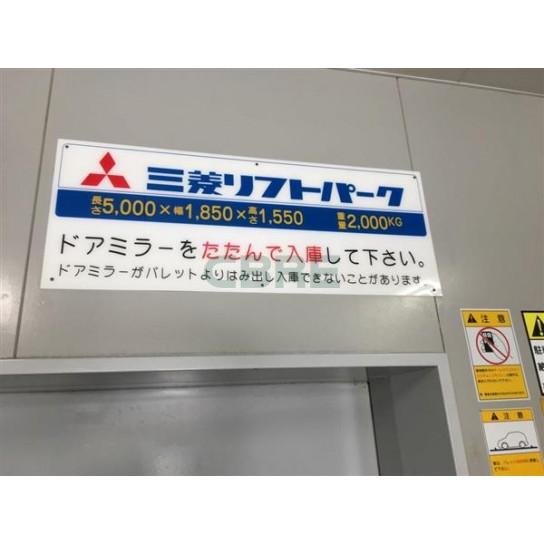 三菱リフトパーク
長さ5,000×幅1,850×高さ1,550 重量2,000KG
ドアミラーをたたんで入庫して下さい。
ドアミラーがパレットよりはみ出し入庫できないことがあります
CBRE
注意
注意